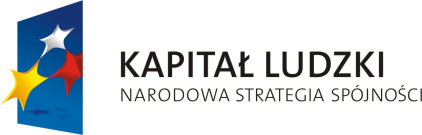 KAPITAŁ LUDZKI
NARODOWA STRATEGIA SPÓJNOŚCI